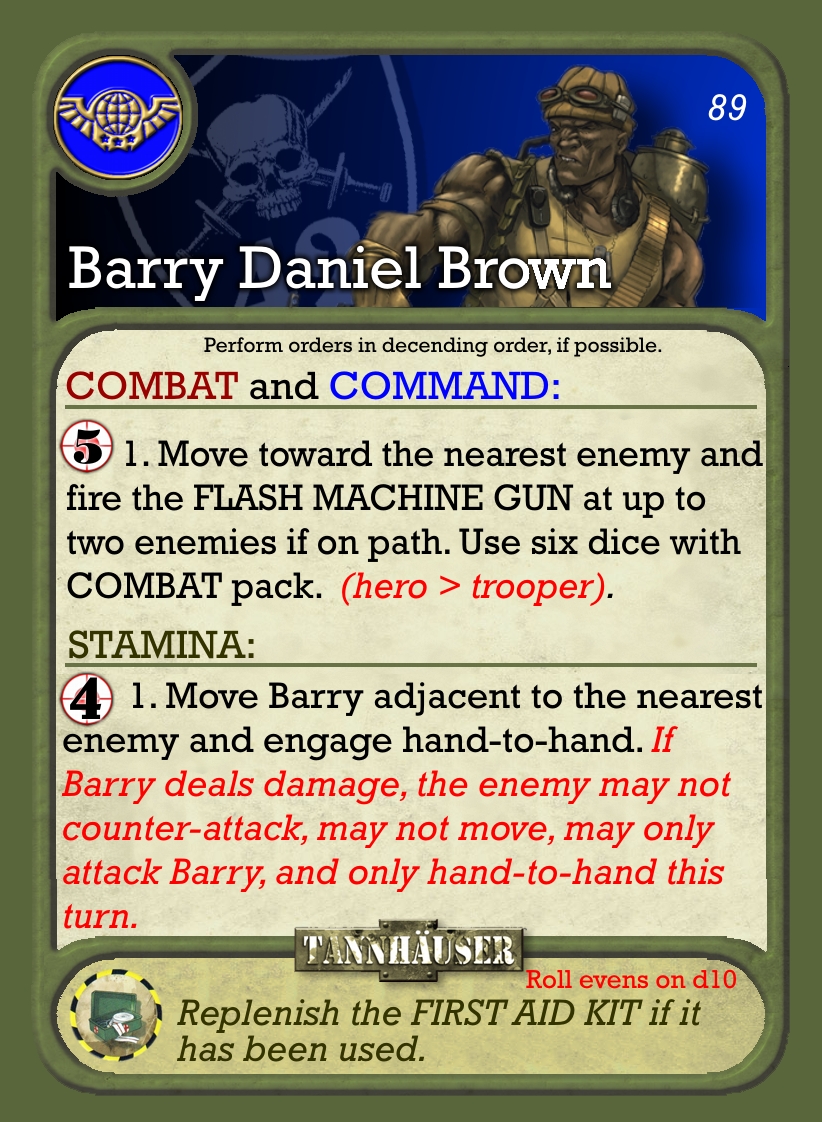 89
Barry Daniel Brown
Perform orders in decending order, if possible.
COMBAT and COMMAND:
5 1. Move toward the nearest enemy and
fire the FLASH MACHINE GUN at up to
two enemies if on path. Use six dice with
COMBAT pack. (hero > trooper).
STAMINA:
4 1. Move Barry adjacent to the nearest
enemy and engage hand-to-hand. If
Barry deals damage, the enemy may not
counter-attack, may not move, may only
attack Barry, and only hand-to-hand this
turn.
TANNHÄUSER
Roll evens on d10
Replenish the FIRST AID KIT if it
has been used.